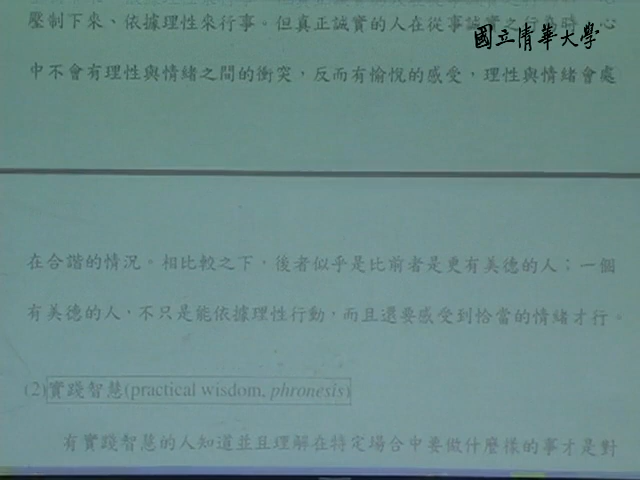 壓制下來、依據理性來行事。但真正誠實的人在從事誠實之行為時,心
國立清華大學
中不會有理性與情緒之間的衝突,反而有愉悅的感受,理性與情緒會處
在合諧的情況。相比較之下,後者似乎是比前者是更有美德的人;一個
有美德的人,不只是能依據理性行動,而且還要感受到恰當的情緒才行。
(2)實踐智慧(practical wisdom, phronesis)
有實踐智慧的人知道並且理解在特定場合中要做什麼樣的事才是對